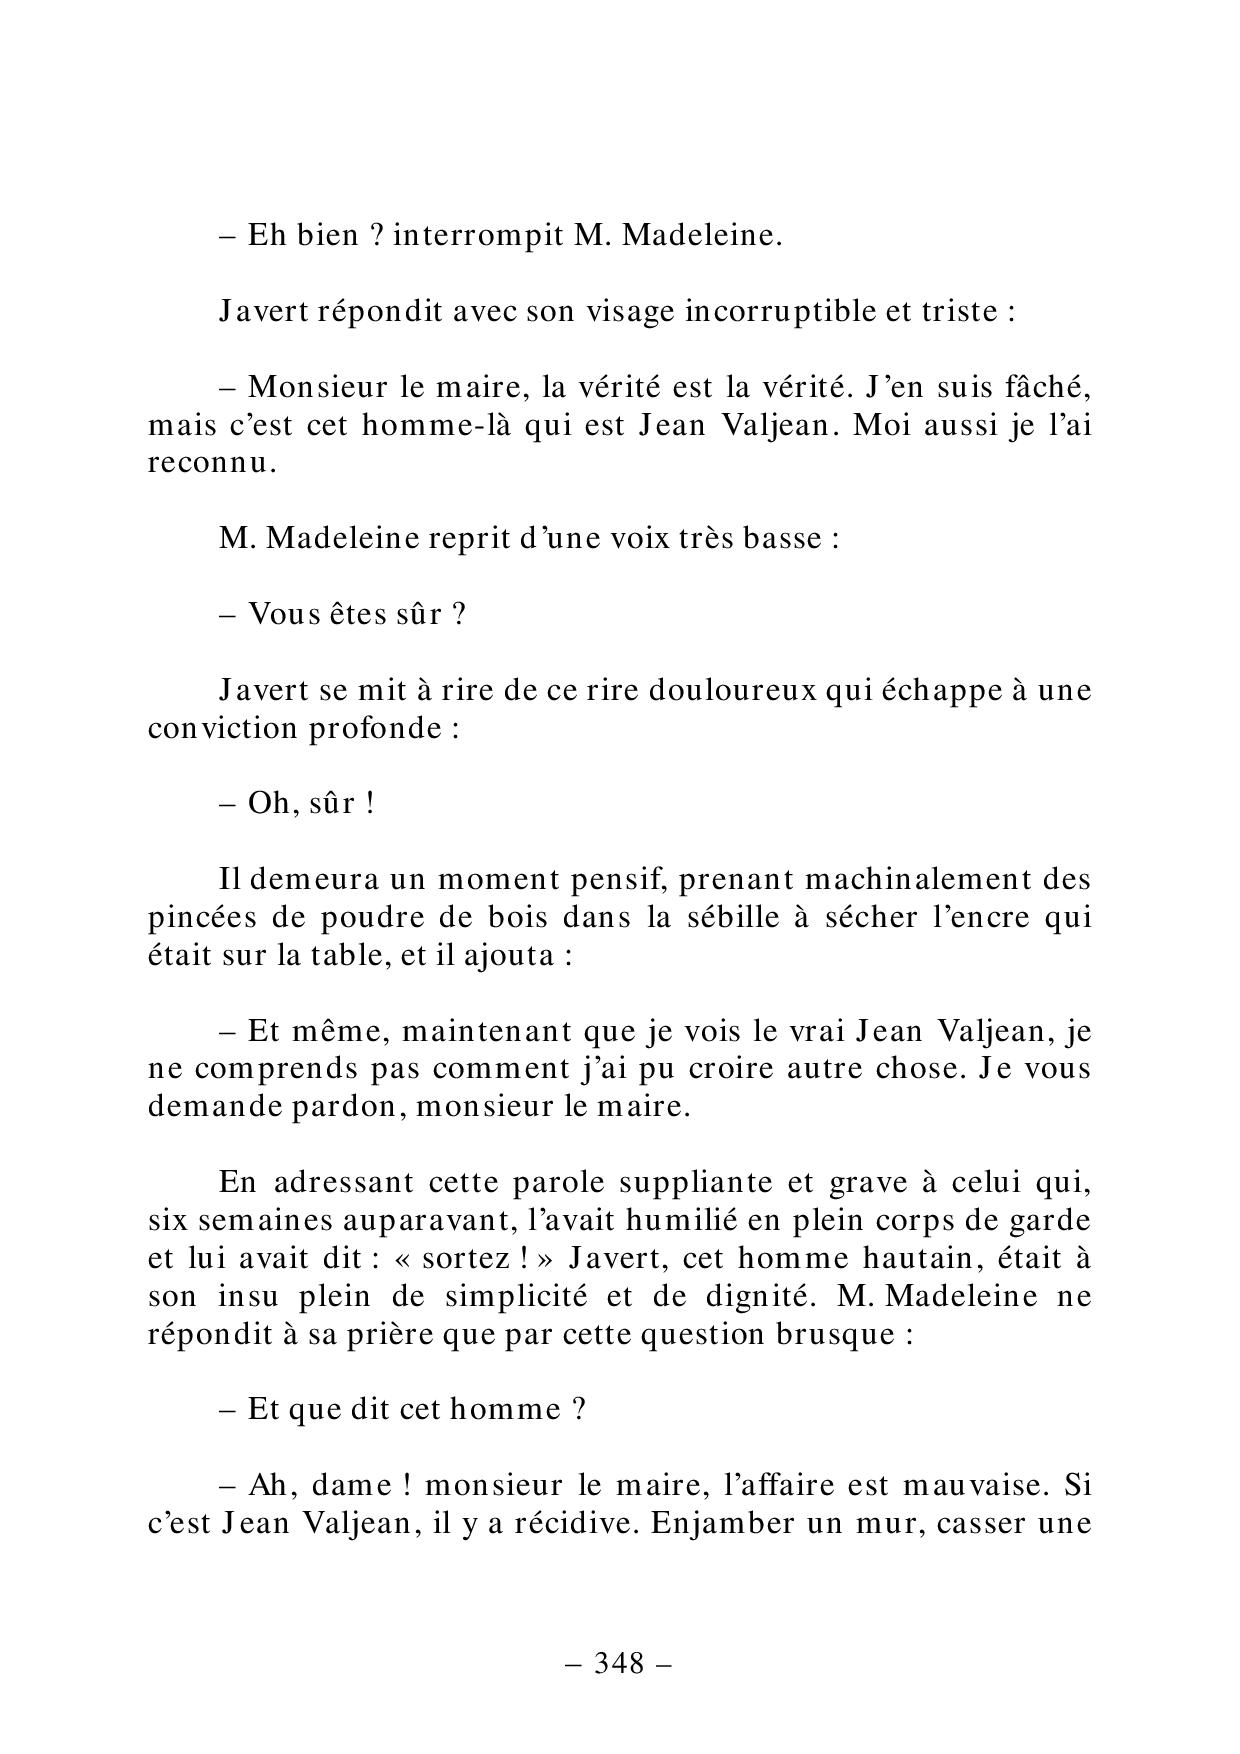 – Eh bien ? interrompit M. Madeleine.
Javert répondit avec son visage incorruptible et triste :
– Monsieur le maire, la vérité est la vérité. J’en suis fâché,
mais c’est cet homme-là qui est Jean Valjean. Moi aussi je l’ai
reconnu.
M. Madeleine reprit d’une voix très basse :
– Vous êtes sûr ?
Javert se mit à rire de ce rire douloureux qui échappe à une
conviction profonde :
– Oh, sûr !
Il demeura un moment pensif, prenant machinalement des
pincées de poudre de bois dans la sébille à sécher l’encre qui
était sur la table, et il ajouta :
– Et même, maintenant que je vois le vrai Jean Valjean, je
ne comprends pas comment j’ai pu croire autre chose. Je vous
demande pardon, monsieur le maire.
En adressant cette parole suppliante et grave à celui qui,
six semaines auparavant, l’avait humilié en plein corps de garde
et lui avait dit : « sortez ! » Javert, cet homme hautain, était à
son insu plein de simplicité et de dignité. M. Madeleine ne
répondit à sa prière que par cette question brusque :
– Et que dit cet homme ?
– Ah, dame ! monsieur le maire, l’affaire est mauvaise. Si
c’est Jean Valjean, il y a récidive. Enjamber un mur, casser une
– 348 –